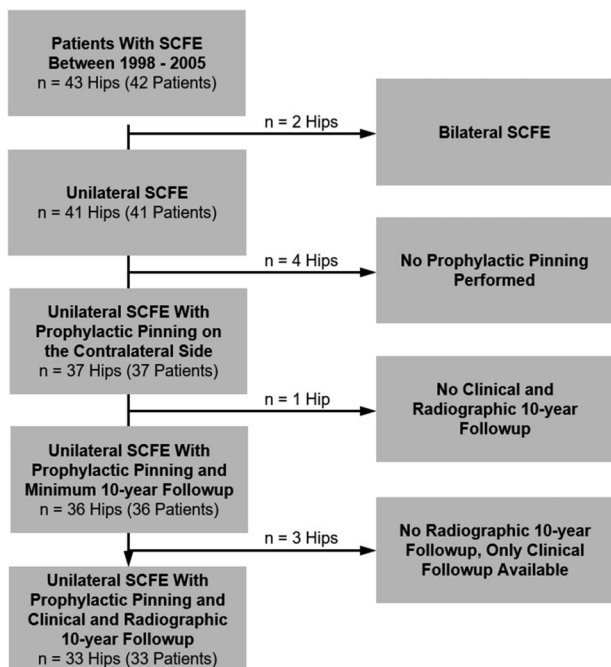 Patients With SCFE
Between 1998 - 2005
n = 43 Hips (42 Patients)
n = 2 Hips
Bilateral SCFE
Unilateral SCFE
n = 41 Hips (41 Patients)
n = 4 Hips
No Prophylactic Pinning
Performed
Unilateral SCFE With
Prophylactic Pinning on
the Contralateral Side
n = 37 Hips (37 Patients)
n = 1 Hip
No Clinical and
Radiographic 10-year
Followup
Unilateral SCFE With
Prophylactic Pinning and
Minimum 10-year Followup
n = 36 Hips (36 Patients)
n = 3 Hips
No Radiographic 10-year
Followup, Only Clinical
Followup Available
Unilateral SCFE With
Prophylactic Pinning and
Clinical and Radiographic
10-year Followup
n = 33 Hips (33 Patients)